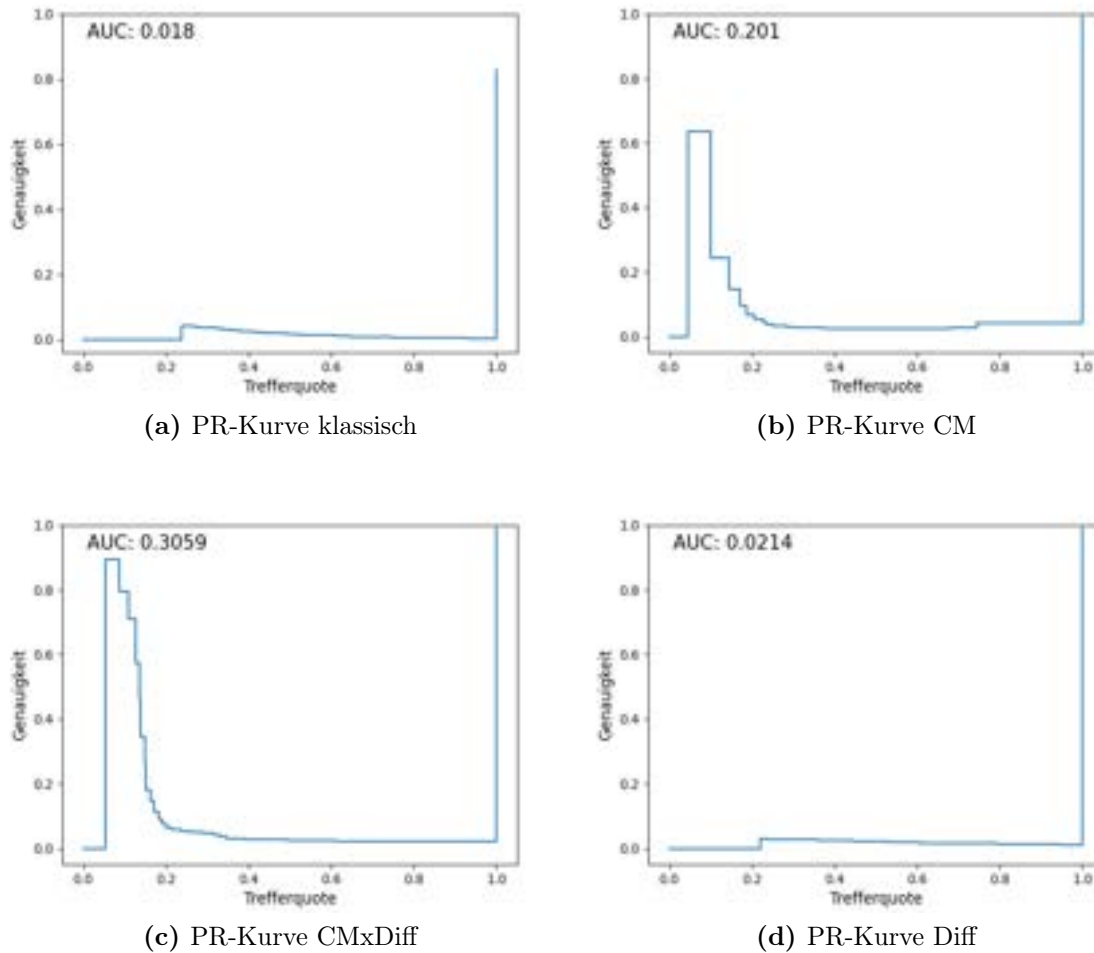 AUC: 0.018
1.0
0.8
0.6
0.4
0.2
0.0
Genauigkeit
0.0 0.2 0.4 0.6 0.8 1.0
Trefferquote
(a) PR-Kurve klassisch
AUC: 0.201
1.0
0.8
0.6
0.4
0.2
0.0
Genauigkeit
0.0 0.2 0.4 0.6 0.8 1.0
Trefferquote
(b) PR-Kurve CM
AUC: 0.3059
1.0
0.8
0.6
0.4
0.2
0.0
Genauigkeit
0.0 0.2 0.4 0.6 0.8 1.0
Trefferquote
(c) PR-Kurve CMxDiff
AUC: 0.0214
1.0
0.8
0.6
0.4
0.2
0.0
Genauigkeit
0.0 0.2 0.4 0.6 0.8 1.0
Trefferquote
(d) PR-Kurve Diff